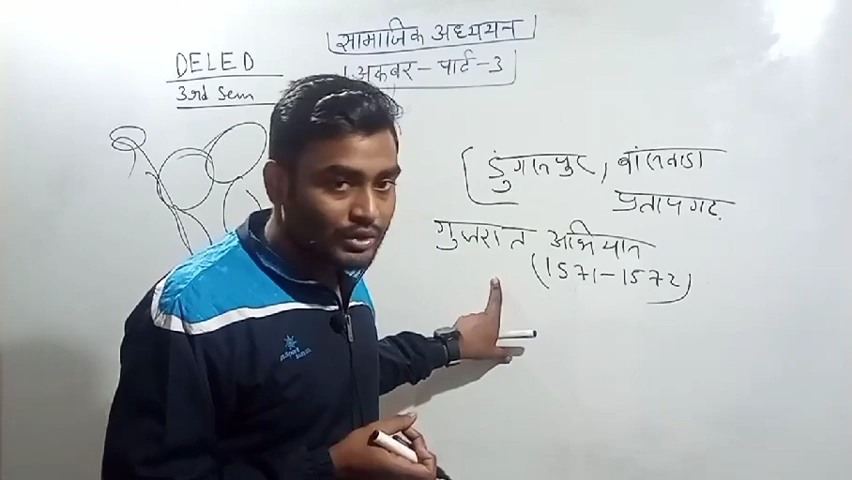 सामाजिक अध्ययन
अकबर - पार्ट - 3
DELED
3rd Sem
डुंगरपुर, बांसवाडा
प्रतापगढ़
गुजरात अभियान
(1571-1572)